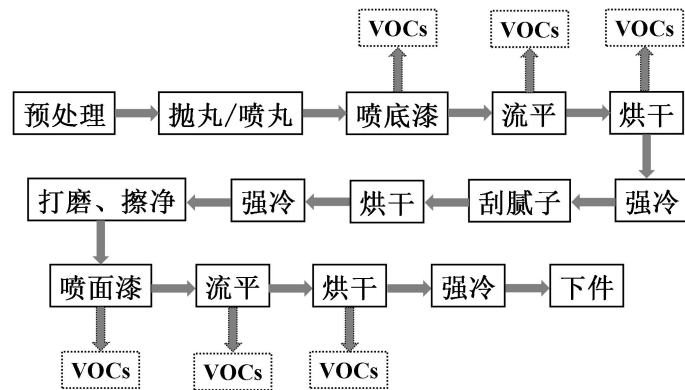 VOCs VOCs VOCs
预处理 抛丸/喷丸 喷底漆 流平 烘干
打磨、擦净 强冷 烘干 刮腻子 强冷
喷面漆 流平 烘干 强冷 下件
VOCs VOCs VOCs